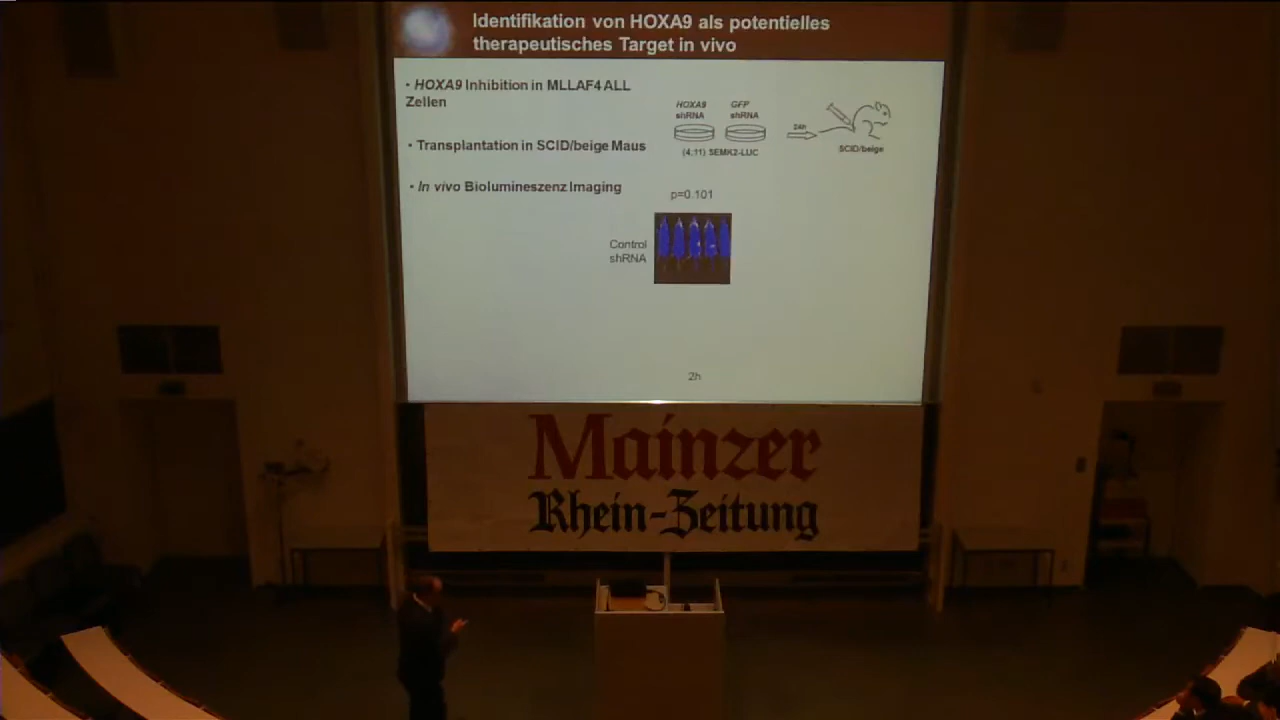 Identifikation von HOXA9 als potentielles
therapeutisches Target in vivo
• HOXA9 Inhibition in MLLAF4 ALL
Zellen
• Transplantation in SCID/beige Maus
• In vivo Biolumineszenz Imaging
HOXA9 GFP
shRNA shRNA
24h
(4;11) SEMK2-LUC
SCID/beige
p=0.101
Control
shRNA
2h
Mainzer
Rhein-Zeitung